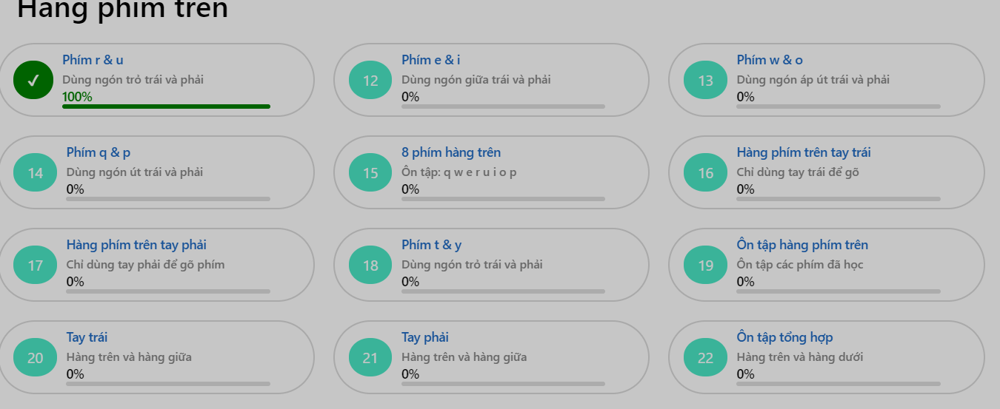 Hàng phím trên
Phím r & u
Dùng ngón trỏ trái và phải
100%
12
Phím e & i
Dùng ngón giữa trái và phải
0%
13
Phím w & o
Dùng ngón áp út trái và phải
0%
14
Phím q & p
Dùng ngón út trái và phải
0%
15
8 phím hàng trên
Ôn tập: q w e r u i o p
0%
16
Hàng phím trên tay trái
Chỉ dùng tay trái để gõ
0%
17
Hàng phím trên tay phải
Chỉ dùng tay phải để gõ phím
0%
18
Phím t & y
Dùng ngón trỏ trái và phải
0%
19
Ôn tập hàng phím trên
Ôn tập các phím đã học
0%
20
Tay trái
Hàng trên và hàng giữa
0%
21
Tay phải
Hàng trên và hàng giữa
0%
22
Ôn tập tổng hợp
Hàng trên và hàng dưới
0%